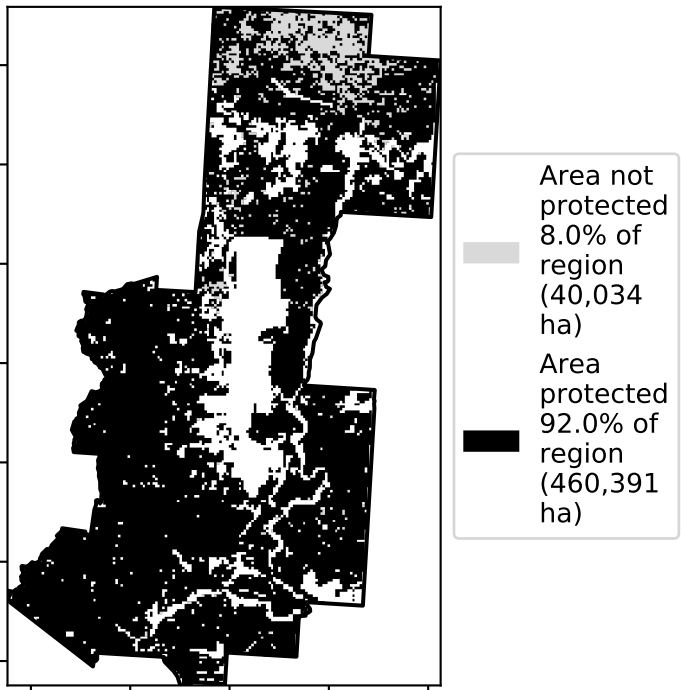 Area not
protected
8.0% of
region
(40,034
ha)
Area
protected
92.0% of
region
(460,391
ha)